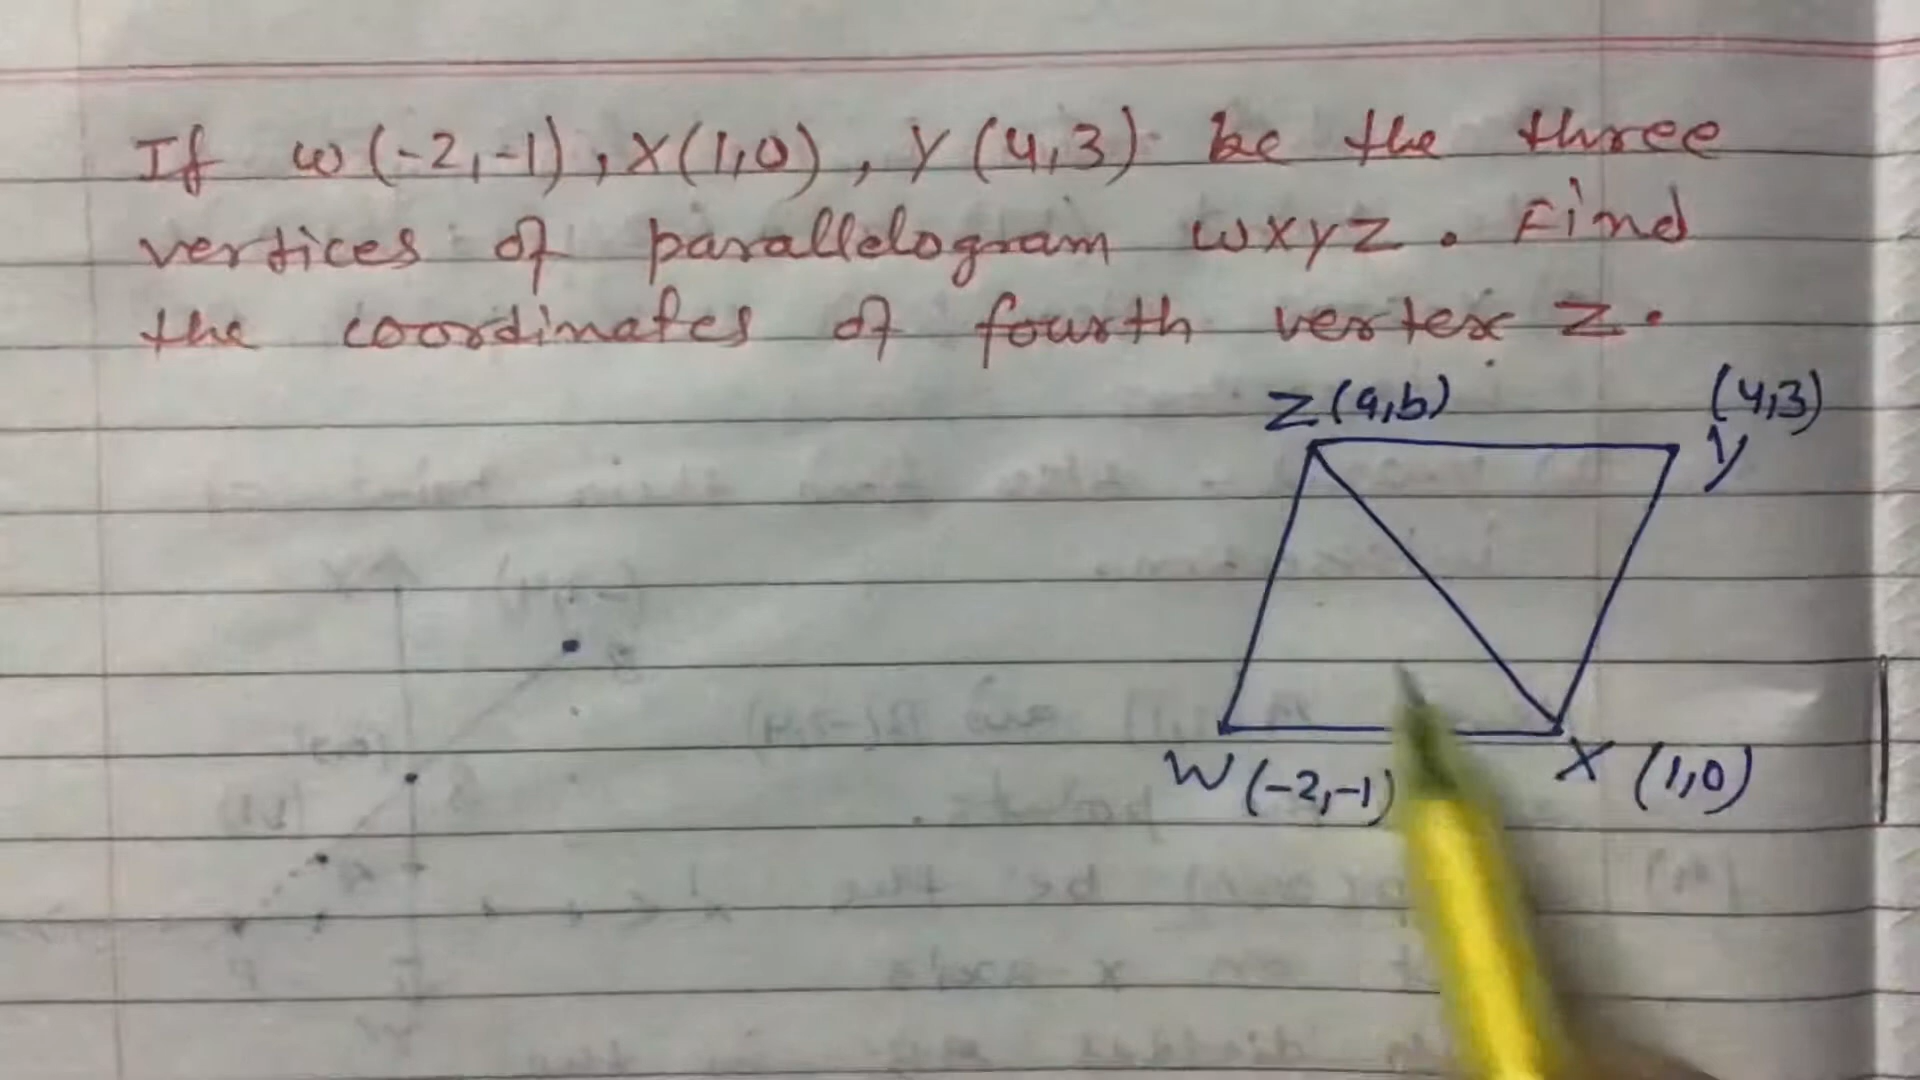 If W(-2,-1), X(1,0), Y(4,3) be the three
vertices of parallelogram WXYZ. Find
the coordinates of fourth vertex Z.
Z(a,b)
(4,3)
Y
W(-2,-1)
X (1,0)